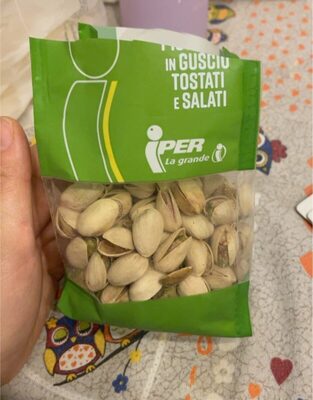 IN GUSCIO
TOSTATI
E SALATI
iPER
La grande i